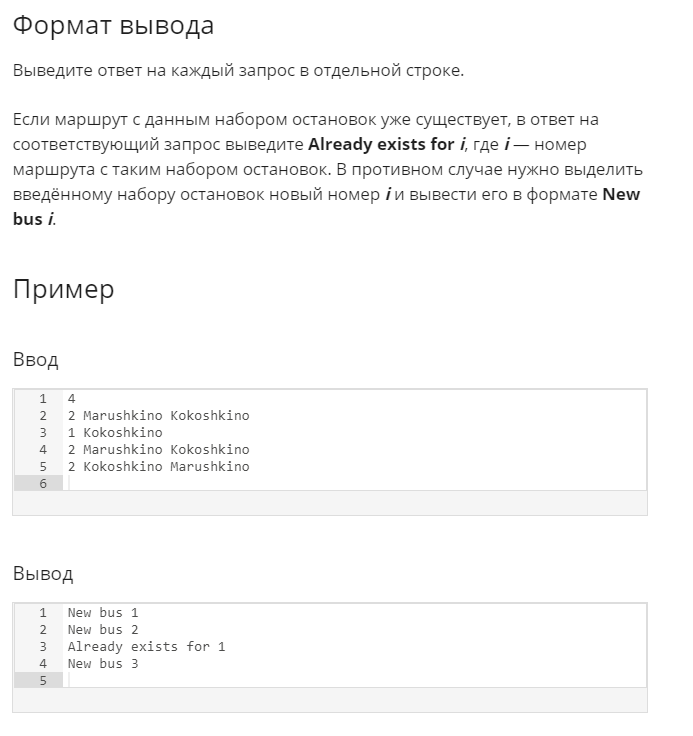 Формат вывода
Выведите ответ на каждый запрос в отдельной строке.
Если маршрут с данным набором остановок уже существует, в ответ на
соответствующий запрос выведите Already exists for i, где i — номер
маршрута с таким набором остановок. В противном случае нужно выделить
введённому набору остановок новый номер i и вывести его в формате New
bus i.
Пример
Ввод
1 4
2 2 Marushkino Kokoshkino
3 1 Kokoshkino
4 2 Marushkino Kokoshkino
5 2 Kokoshkino Marushkino
6
Вывод
1 New bus 1
2 New bus 2
3 Already exists for 1
4 New bus 3
5